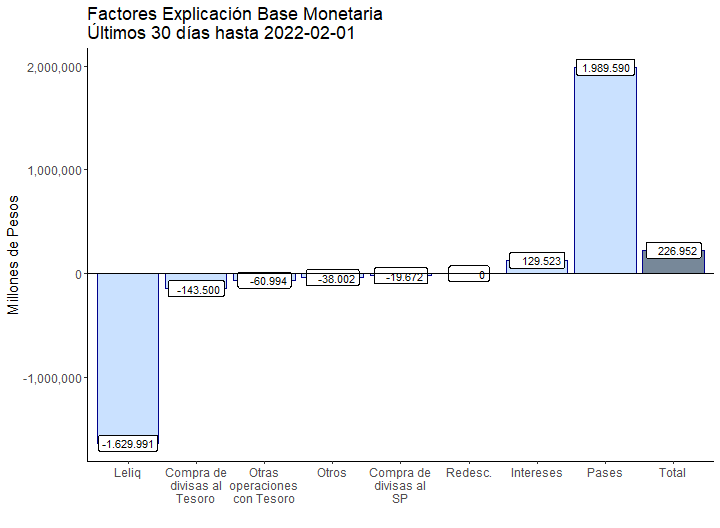 Factores Explicación Base Monetaria
Últimos 30 días hasta 2022-02-01
Millones de Pesos
2,000,000
1,000,000
0
-1,000,000
-1.629.991
-143.500
-60.994
-38.002
-19.672
0
129.523
1.989.590
226.952
Leliq
Compra de
divisas al
Tesoro
Otras
operaciones
con Tesoro
Otros
Compra de
divisas al
SP
Redesc.
Intereses
Pases
Total